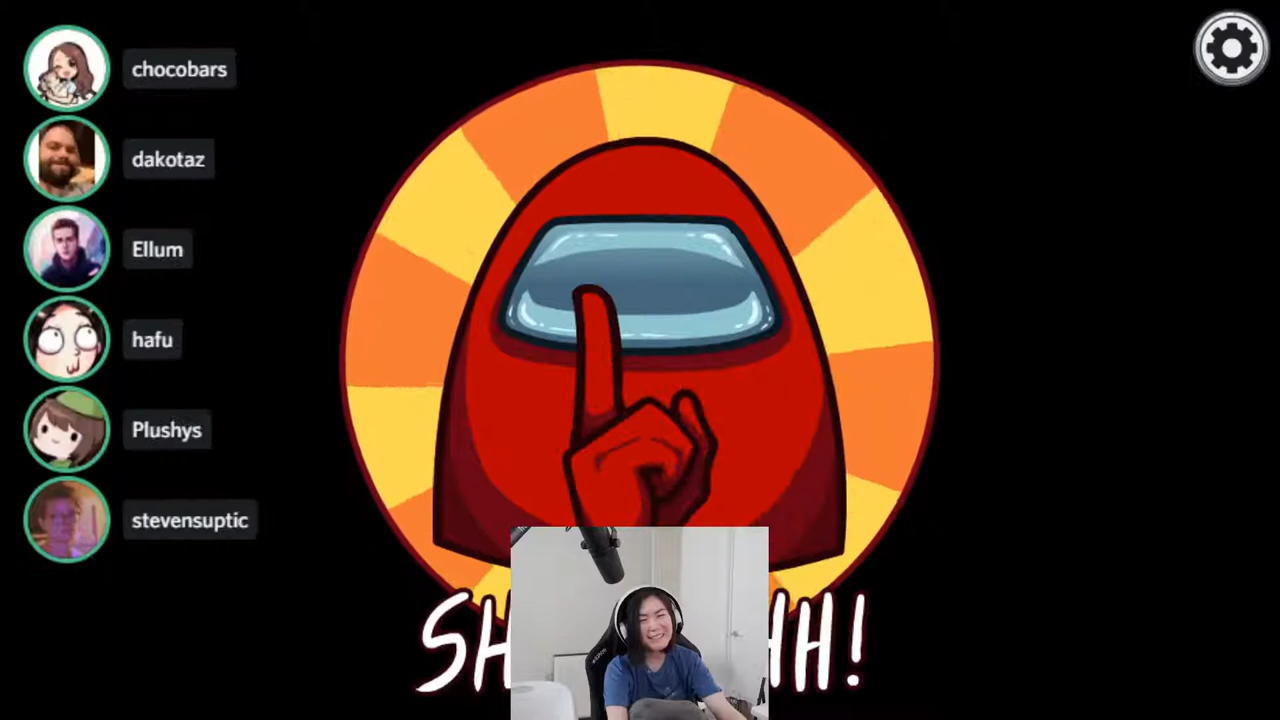 chocobars
dakotaz
Ellum
hafu
Plushys
stevensuptic
SH HH!